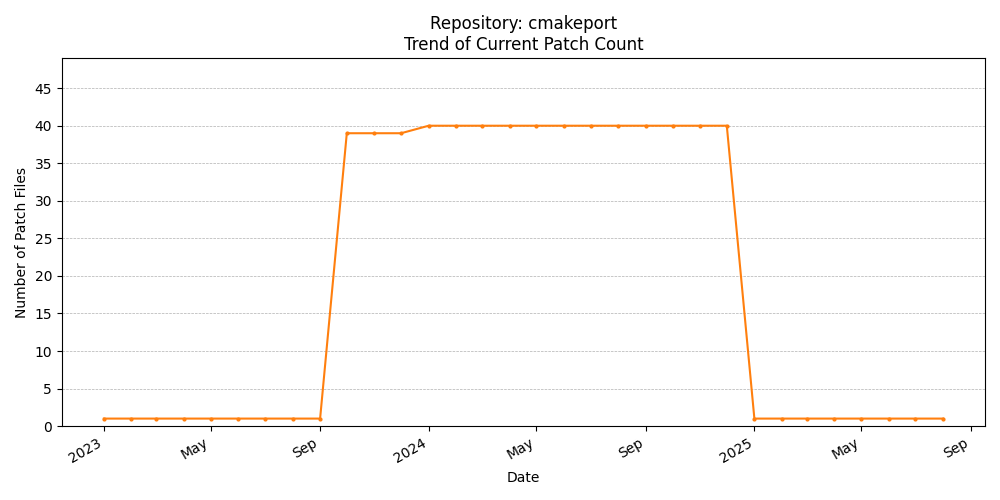 Repository: cmakeport
Trend of Current Patch Count
Number of Patch Files
45
40
35
30
25
20
15
10
5
0
2023
May
Sep
2024
May
Sep
2025
May
Sep
Date